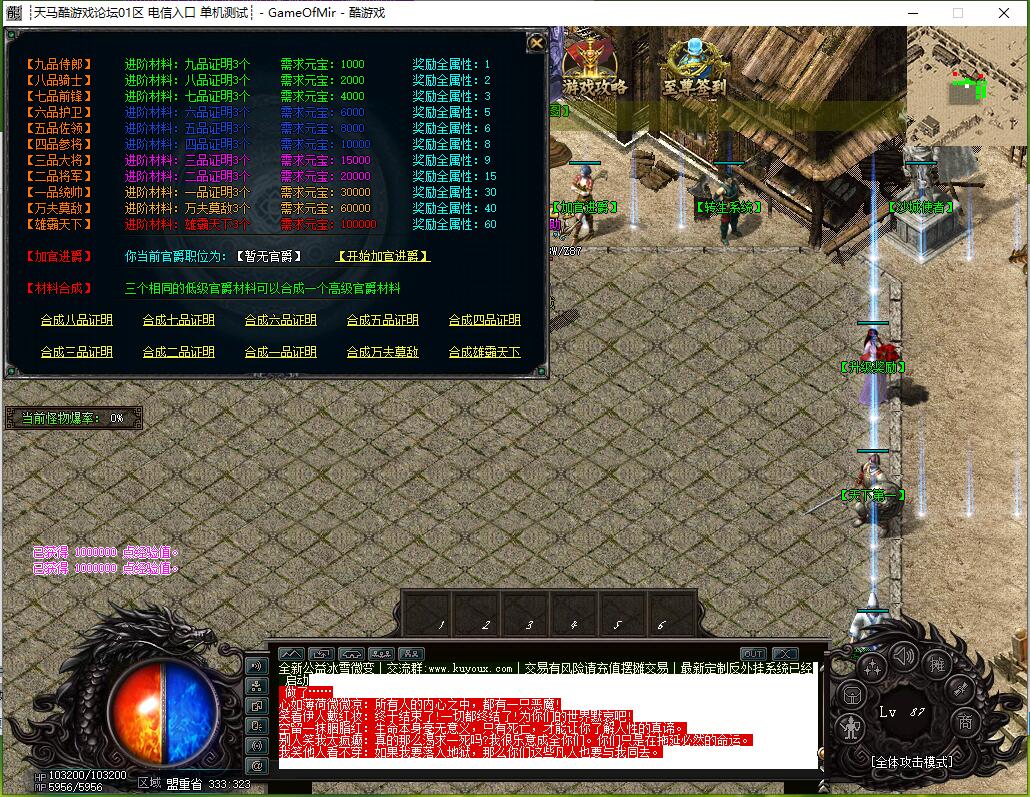 天马酷游戏论坛01区 电信入口 单机测试┊ - GameOfMir - 酷游戏
【九品侍郎】 进阶材料：九品证明3个 需求元宝：1000 奖励全属性：1
【八品骑士】 进阶材料：八品证明3个 需求元宝：2000 奖励全属性：2
【七品前锋】 进阶材料：七品证明3个 需求元宝：4000 奖励全属性：3
【六品护卫】 进阶材料：六品证明3个 需求元宝：6000 奖励全属性：5
【五品佐领】 进阶材料：五品证明3个 需求元宝：8000 奖励全属性：6
【四品参将】 进阶材料：四品证明3个 需求元宝：10000 奖励全属性：8
【三品大将】 进阶材料：三品证明3个 需求元宝：15000 奖励全属性：9
【二品将军】 进阶材料：二品证明3个 需求元宝：20000 奖励全属性：15
【一品统帅】 进阶材料：一品证明3个 需求元宝：30000 奖励全属性：30
【万夫莫敌】 进阶材料：万夫莫敌3个 需求元宝：60000 奖励全属性：40
【雄霸天下】 进阶材料：雄霸天下3个 需求元宝：100000 奖励全属性：60
【加官进爵】 你当前官爵职位为：【暂无官爵】 【开始加官进爵】
【材料合成】 三个相同的低级官爵材料可以合成一个高级官爵材料
合成八品证明 合成七品证明 合成六品证明 合成五品证明 合成四品证明
合成三品证明 合成二品证明 合成一品证明 合成万夫莫敌 合成雄霸天下
游戏攻略 至尊签到
图】
【加官进爵】 【转生系统】 【沙城使者】
助
W/Z87
【升级奖励】
【天下第一】
当前怪物爆率： 0%
已获得 1000000 点经验值。
已获得 1000000 点经验值。
1 2 3 4 5 6
OUT
全新公益冰雪微变｜交流群:www.kuyoux.com｜交易有风险请充值摆摊交易｜最新定制反外挂系统已经
启动
做了……
心如薄荷微微凉：所有人的内心之中，都有一只恶魔！
笑看伊人戴红妆：终于结束了!一切都终结了!为你们的世界默哀吧!
空留一抹胭脂红：生命本身毫无意义。只有死亡，才能让你了解人性的真谛。
世人笑我太疯癫：真的那么喜欢上死吗?我很乐意成全你们。你们只是在拖延必然的命运。
我笑他人看不穿：如果我要落入地狱，那么你们这些凡人也要与我同去。
摊
商
Lv 87
[全体攻击模式]
HP 103200/103200
MP 5956/5956
区域 盟重省 333:323